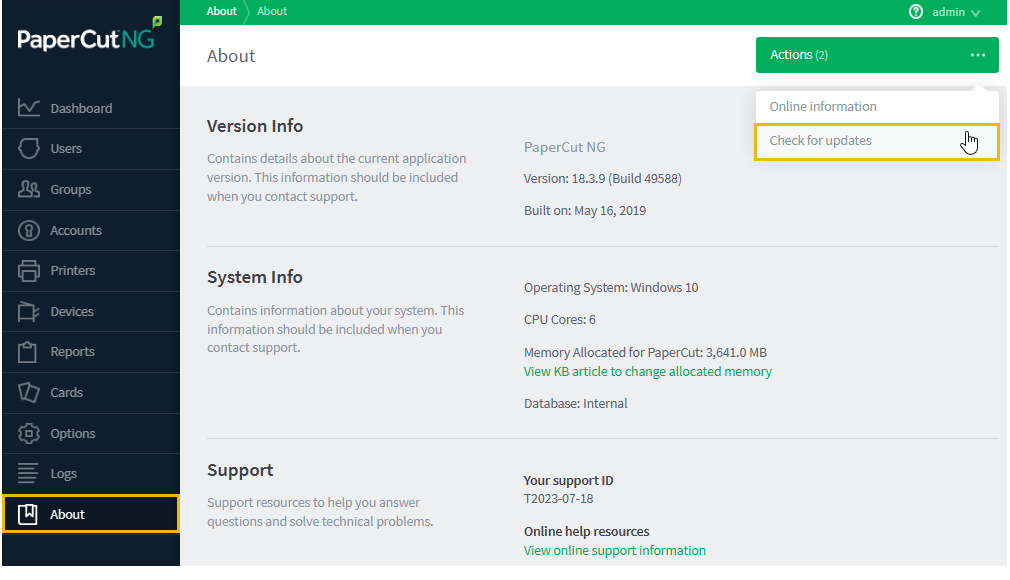 PaperCut NG
Dashboard
Users
Groups
Accounts
Printers
Devices
Reports
Cards
Options
Logs
About
About About
? admin
About
Actions (2) ...
Online information
Check for updates
Version Info
Contains details about the current application
version. This information should be included
when you contact support.
PaperCut NG
Version: 18.3.9 (Build 49588)
Built on: May 16, 2019
System Info
Contains information about your system. This
information should be included when you
contact support.
Operating System: Windows 10
CPU Cores: 6
Memory Allocated for PaperCut: 3,641.0 MB
View KB article to change allocated memory
Database: Internal
Support
Support resources to help you answer
questions and solve technical problems.
Your support ID
T2023-07-18
Online help resources
View online support information